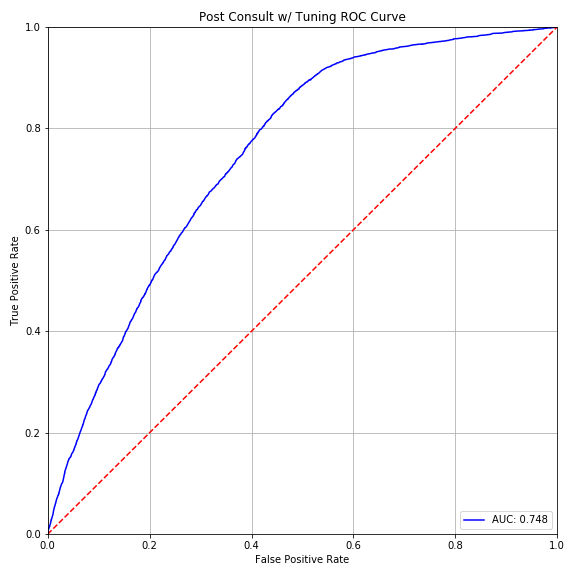 Post Consult w/ Tuning ROC Curve
1.0
0.8
0.6
0.4
0.2
0.0
True Positive Rate
0.0 0.2 0.4 0.6 0.8 1.0
False Positive Rate
AUC: 0.748